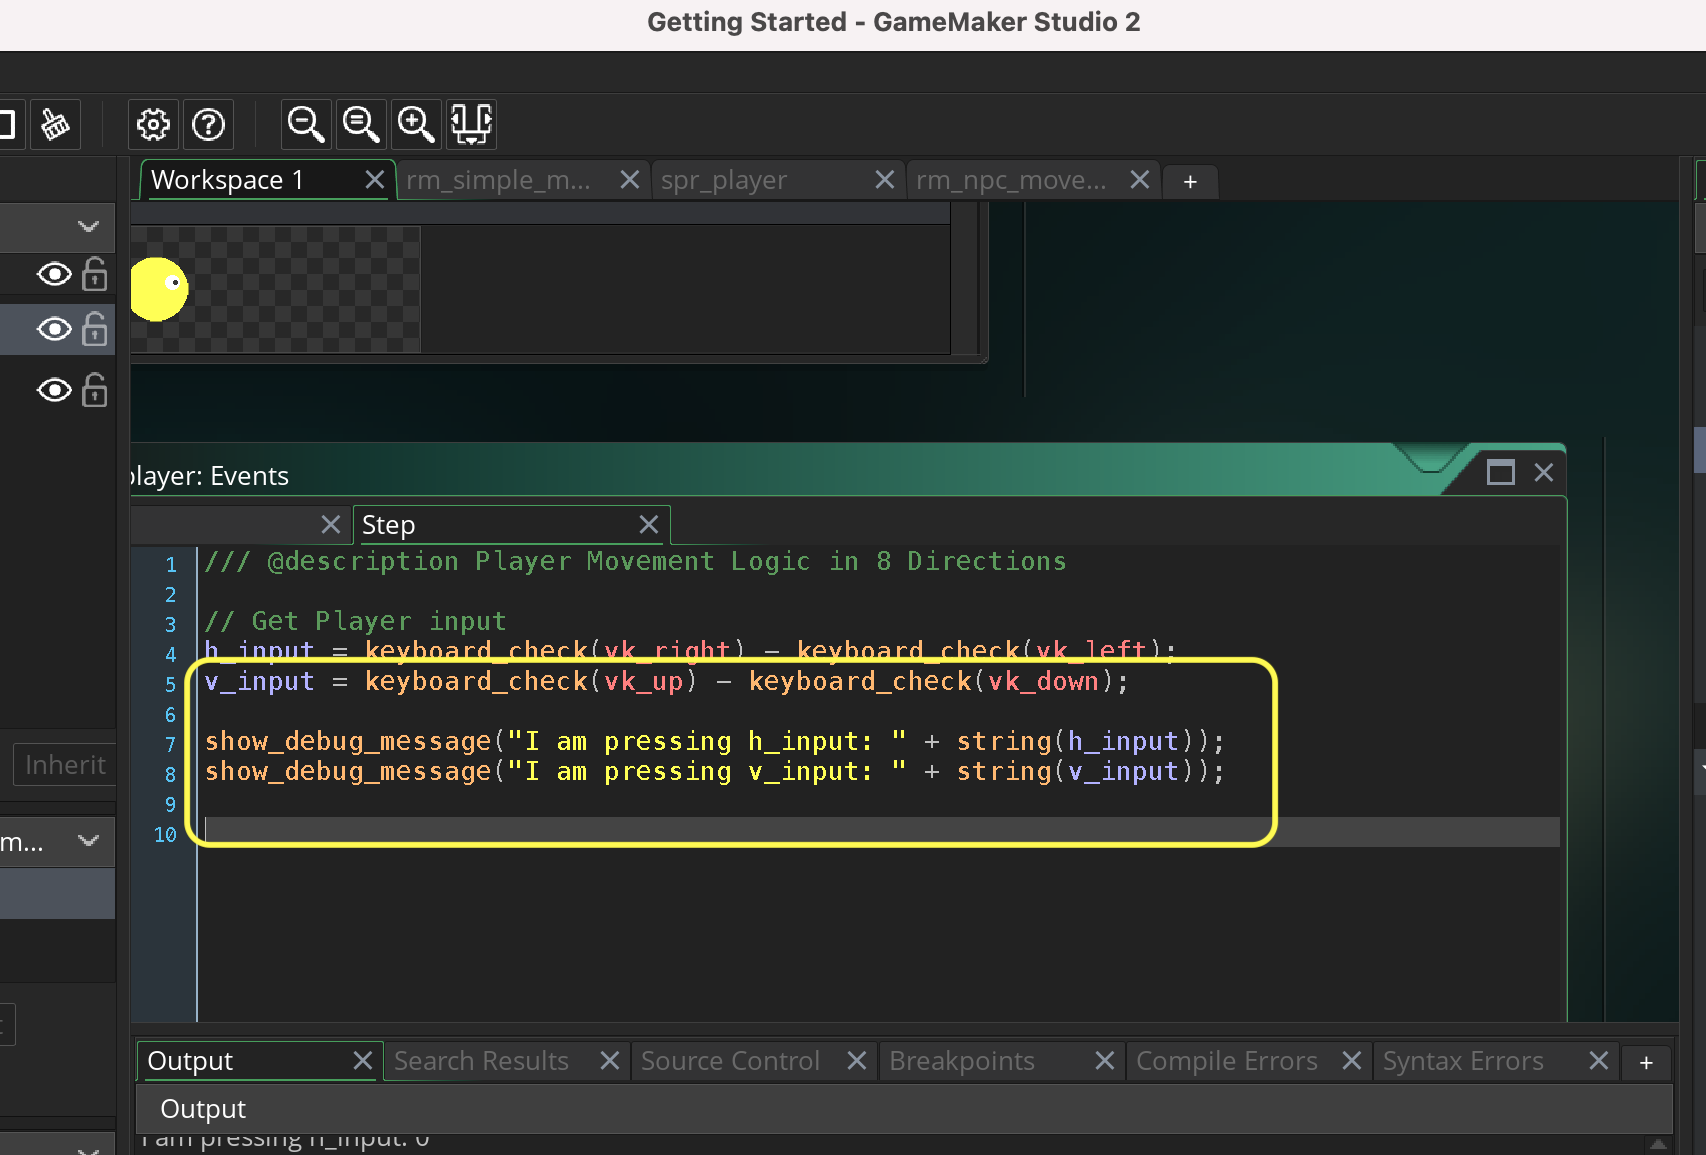 Getting Started - GameMaker Studio 2
Workspace 1
rm_simple_m...
spr_player
rm_npc_move...
+
player: Events
Step
1 /// @description Player Movement Logic in 8 Directions
2
3 // Get Player input
4 h_input = keyboard_check(vk_right) - keyboard_check(vk_left);
5 v_input = keyboard_check(vk_up) - keyboard_check(vk_down);
6
7 show_debug_message("I am pressing h_input: " + string(h_input));
8 show_debug_message("I am pressing v_input: " + string(v_input));
9
10
Inherit
m...
Output
Search Results
Source Control
Breakpoints
Compile Errors
Syntax Errors
+
Output
I am pressing h_input: 0